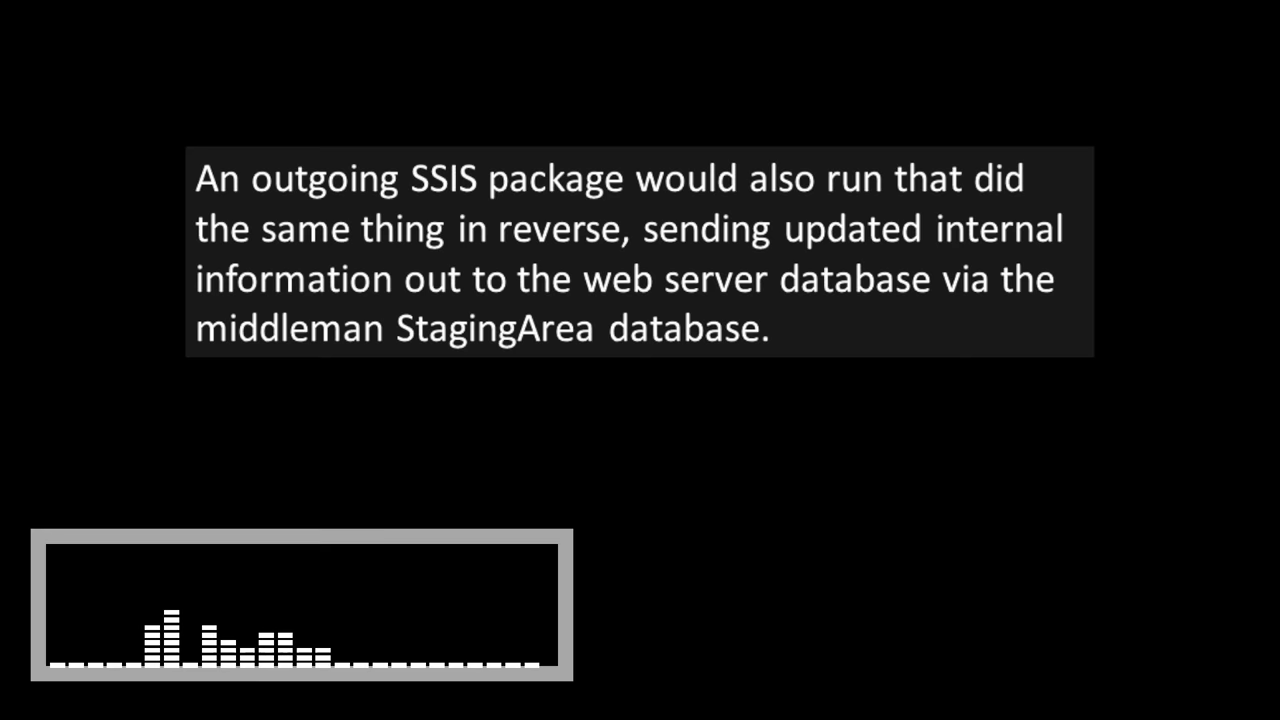 An outgoing SSIS package would also run that did
the same thing in reverse, sending updated internal
information out to the web server database via the
middleman StagingArea database.